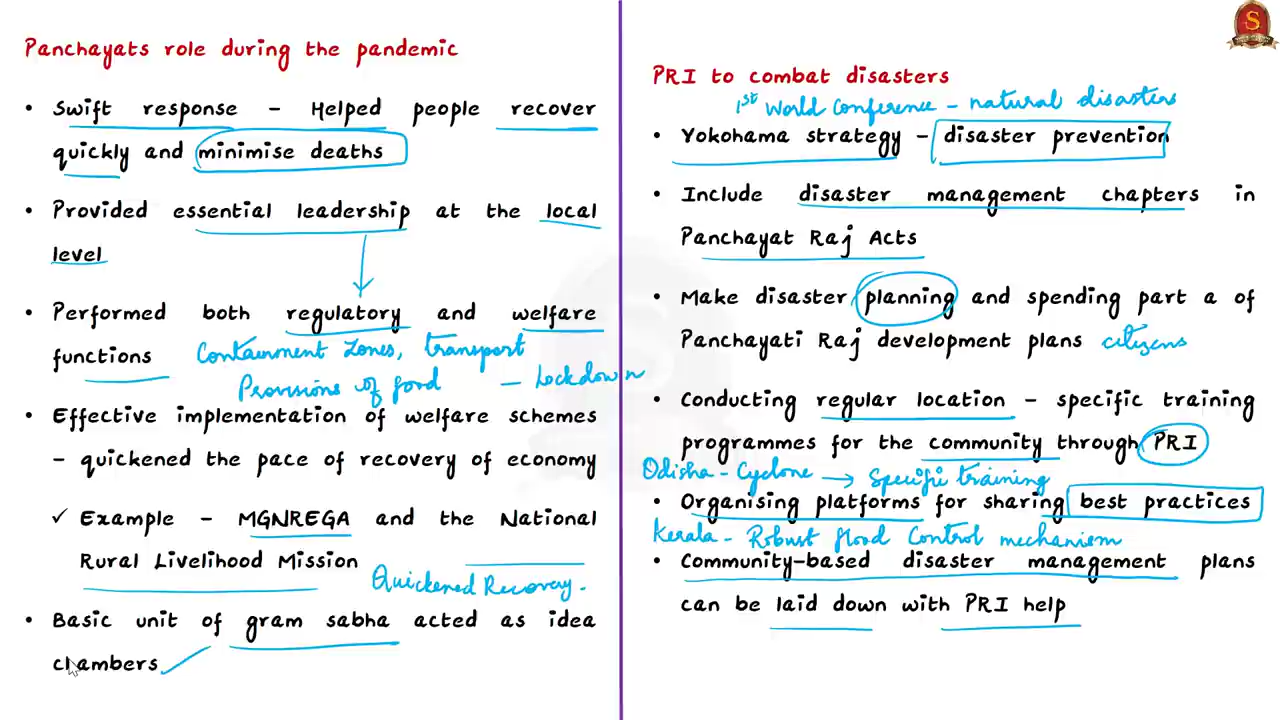 Panchayats role during the pandemic
• Swift response – Helped people recover
quickly and minimise deaths
• Provided essential leadership at the local
level
• Performed both regulatory and welfare
functions
Containment Zones, transport
Provisions of food – Lockdown
• Effective implementation of welfare schemes
– quickened the pace of recovery of economy
✓ Example – MGNREGA and the National
Rural Livelihood Mission
Quickened Recovery.
• Basic unit of gram sabha acted as idea
chambers
PRI to combat disasters
1st World Conference – natural disasters
• Yokohama strategy – disaster prevention
• Include disaster management chapters in
Panchayat Raj Acts
• Make disaster planning and spending part a of
Panchayati Raj development plans citizens
• Conducting regular location – specific training
programmes for the community through PRI
Odisha – Cyclone → Specific training
• Organising platforms for sharing best practices
Kerala – Robust flood Control mechanism
• Community-based disaster management plans
can be laid down with PRI help
S